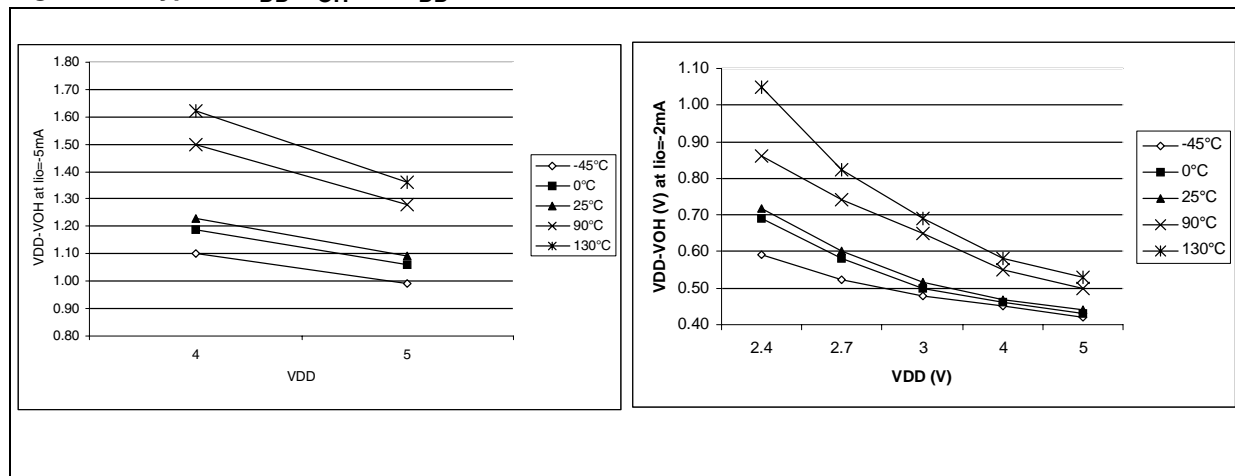 1.80
1.70
1.60
1.50
1.40
1.30
1.20
1.10
1.00
0.90
0.80
VDD-VOH at Iio=-5mA
4 5
VDD
-45°C
0°C
25°C
90°C
130°C
1.10
1.00
0.90
0.80
0.70
0.60
0.50
0.40
VDD-VOH (V) at Iio=-2mA
2.4 2.7 3 4 5
VDD (V)
-45°C
0°C
25°C
90°C
130°C